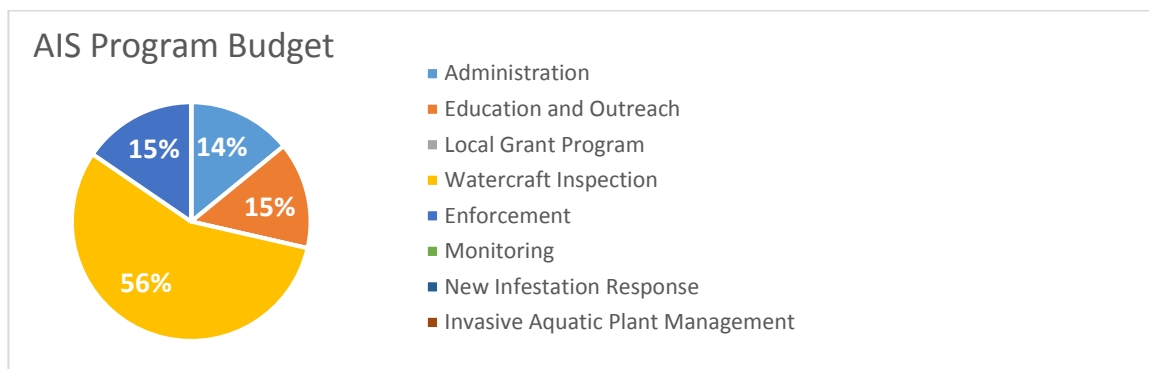 AIS Program Budget
Administration
Education and Outreach
Local Grant Program
Watercraft Inspection
Enforcement
Monitoring
New Infestation Response
Invasive Aquatic Plant Management
15%
14%
15%
56%